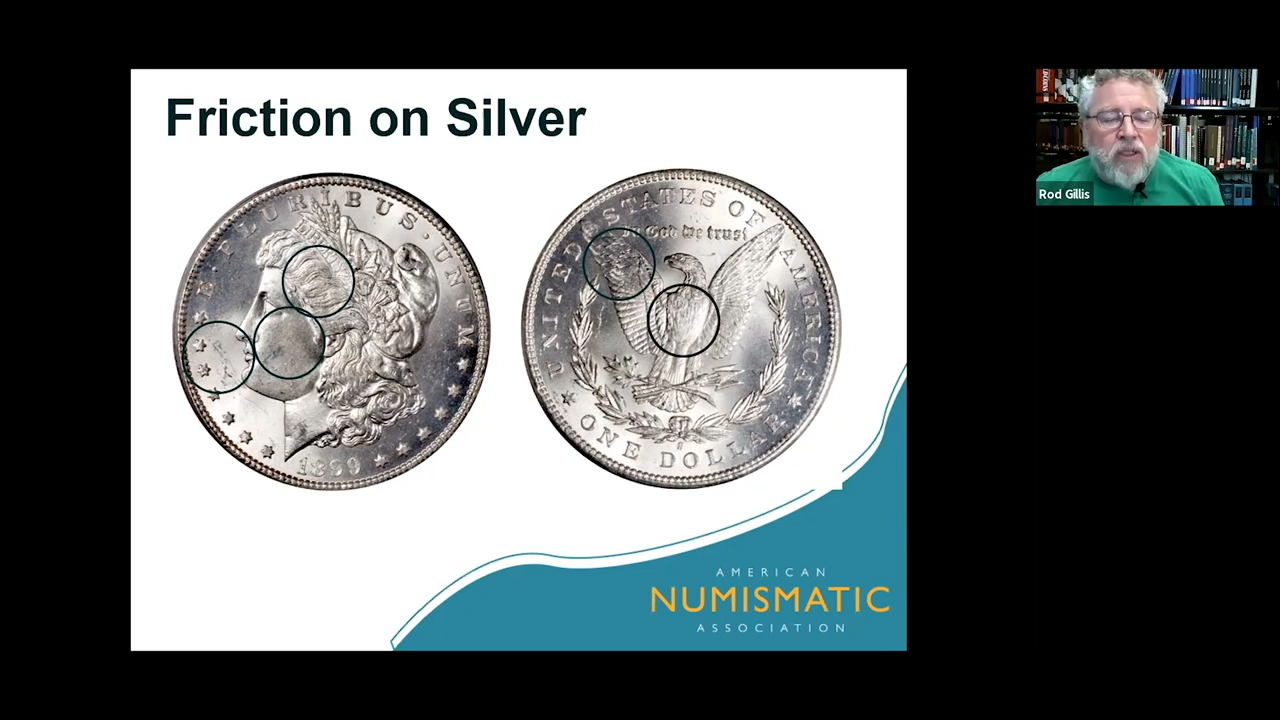 Friction on Silver
E · PLURIBUS · UNUM
1899
UNITED STATES OF AMERICA
In God we trust
ONE DOLLAR
S
AMERICAN
NUMISMATIC
ASSOCIATION
Rod Gillis